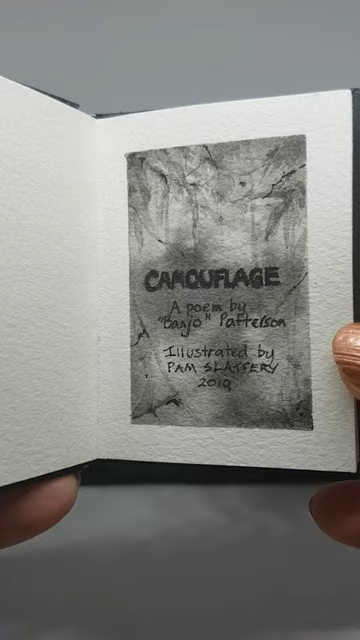 CAMOUFLAGE
A poem by
"Banjo" Patterson
Illustrated by
PAM SLATTERY
2019